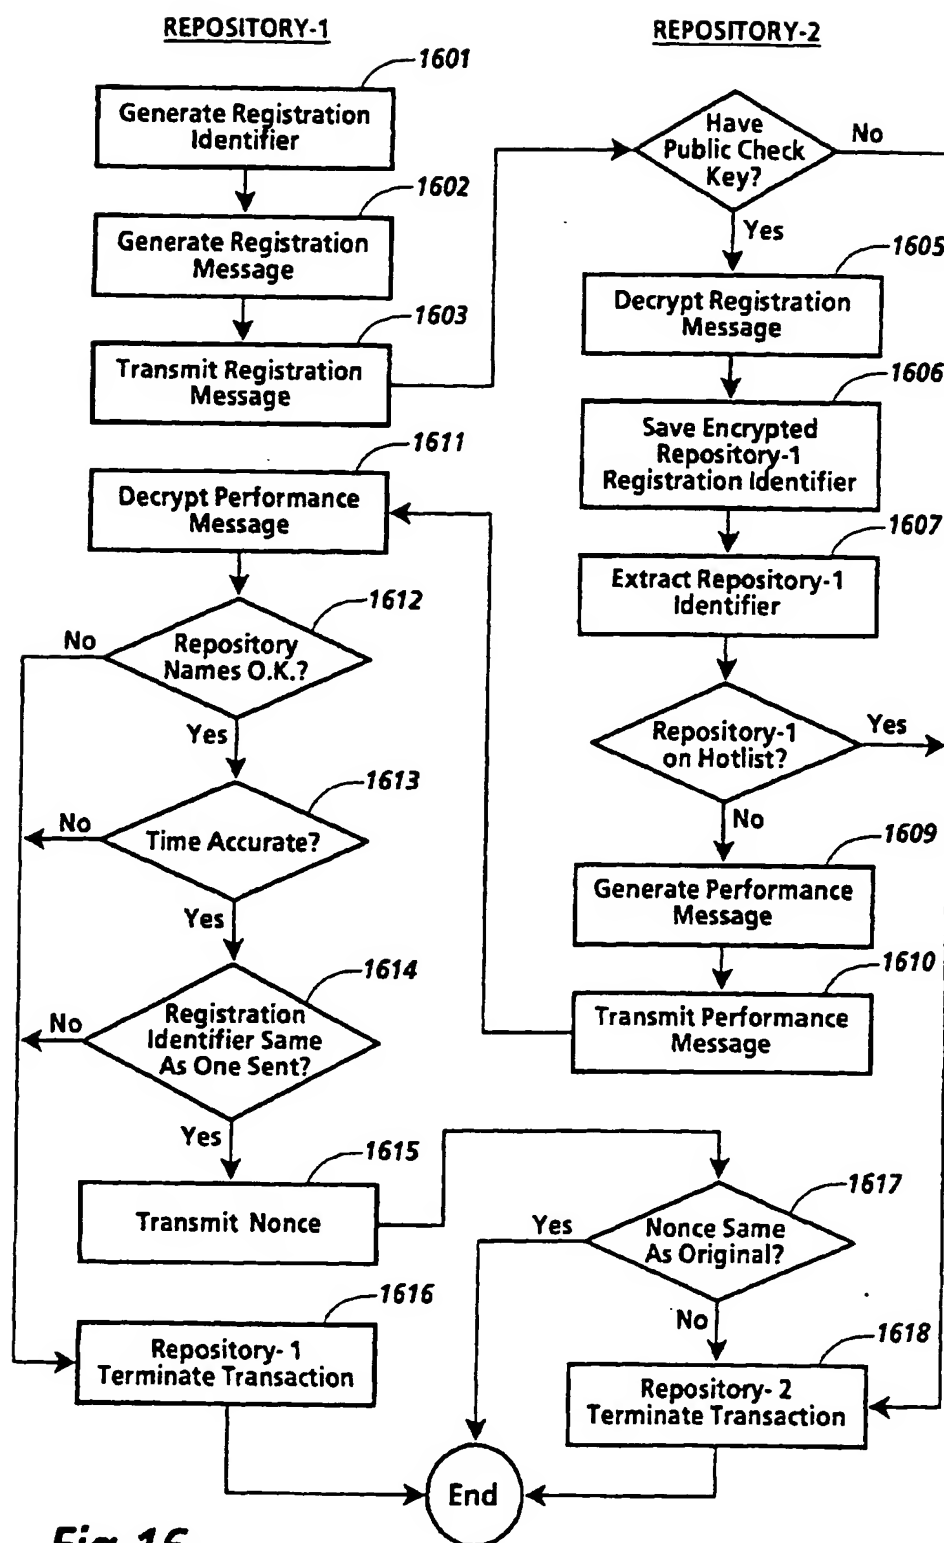 REPOSITORY-1
1601
Generate Registration
Identifier
1602
Generate Registration
Message
1603
Transmit Registration
Message
1611
Decrypt Performance
Message
1612
Repository
Names O.K.?
No
Yes
1613
Time Accurate?
No
Yes
1614
Registration
Identifier Same
As One Sent?
No
Yes
1615
Transmit Nonce
1616
Repository- 1
Terminate Transaction
REPOSITORY-2
Have
Public Check
Key?
No
Yes
1605
Decrypt Registration
Message
1606
Save Encrypted
Repository-1
Registration Identifier
1607
Extract Repository-1
Identifier
Repository-1
on Hotlist?
Yes
No
1609
Generate Performance
Message
1610
Transmit Performance
Message
1617
Nonce Same
As Original?
Yes
No
1618
Repository- 2
Terminate Transaction
End
Fig. 16